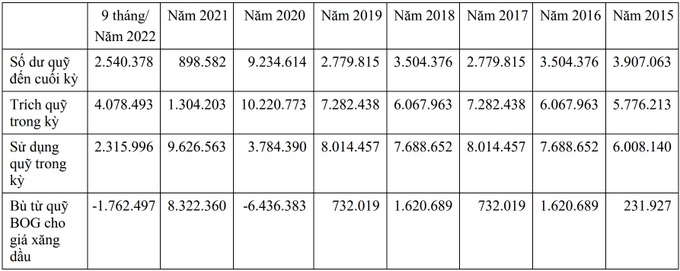 9 tháng/ Năm 2022 Năm 2021 Năm 2020 Năm 2019 Năm 2018 Năm 2017 Năm 2016 Năm 2015
Số dư quỹ đến cuối kỳ 2.540.378 898.582 9.234.614 2.779.815 3.504.376 2.779.815 3.504.376 3.907.063
Trích quỹ trong kỳ 4.078.493 1.304.203 10.220.773 7.282.438 6.067.963 7.282.438 6.067.963 5.776.213
Sử dụng quỹ trong kỳ 2.315.996 9.626.563 3.784.390 8.014.457 7.688.652 8.014.457 7.688.652 6.008.140
Bù từ quỹ BOG cho giá xăng dầu -1.762.497 8.322.360 -6.436.383 732.019 1.620.689 732.019 1.620.689 231.927